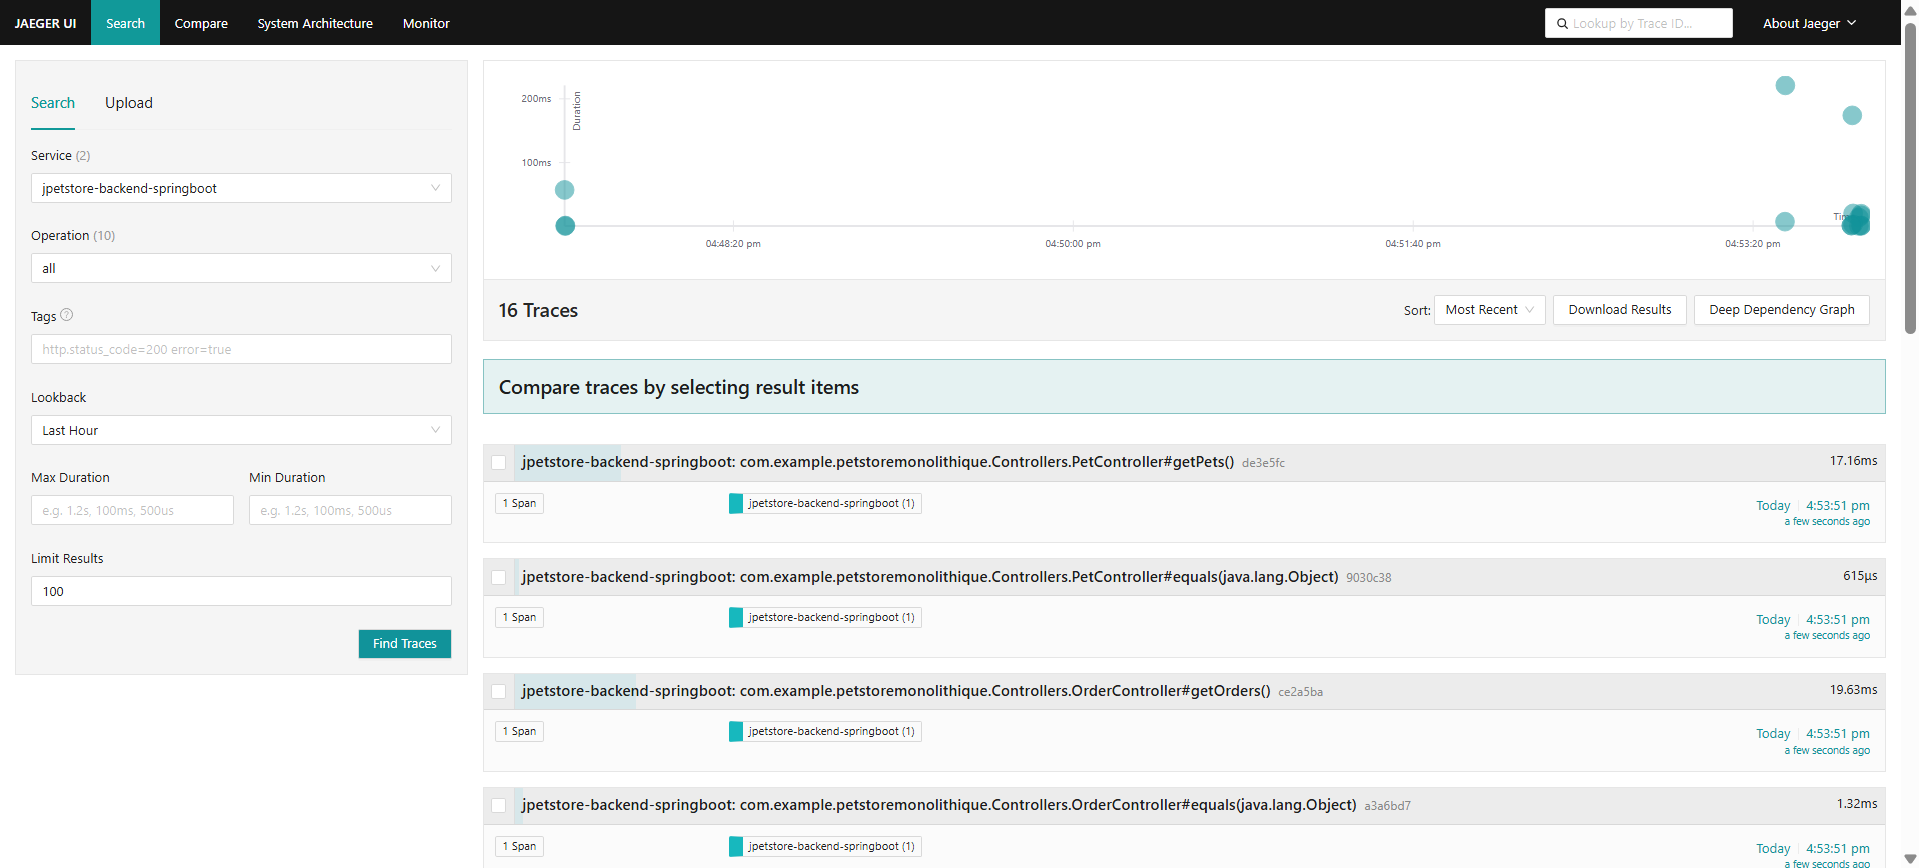 JAEGER UI Search Compare System Architecture Monitor Lookup by Trace ID... About Jaeger
Search Upload
Service (2)
jpetstore-backend-springboot
Operation (10)
all
Tags
http.status_code=200 error=true
Lookback
Last Hour
Max Duration Min Duration
e.g. 1.2s, 100ms, 500us e.g. 1.2s, 100ms, 500us
Limit Results
100
Find Traces
200ms
Duration
100ms
04:48:20 pm 04:50:00 pm 04:51:40 pm 04:53:20 pm
16 Traces Sort: Most Recent Download Results Deep Dependency Graph
Compare traces by selecting result items
jpetstore-backend-springboot: com.example.petstoremonolithique.Controllers.PetController#getPets() de3e5fc 17.16ms
1 Span jpetstore-backend-springboot (1) Today 4:53:51 pm
a few seconds ago
jpetstore-backend-springboot: com.example.petstoremonolithique.Controllers.PetController#equals(java.lang.Object) 9030c38 615μs
1 Span jpetstore-backend-springboot (1) Today 4:53:51 pm
a few seconds ago
jpetstore-backend-springboot: com.example.petstoremonolithique.Controllers.OrderController#getOrders() ce2a5ba 19.63ms
1 Span jpetstore-backend-springboot (1) Today 4:53:51 pm
a few seconds ago
jpetstore-backend-springboot: com.example.petstoremonolithique.Controllers.OrderController#equals(java.lang.Object) a3a6bd7 1.32ms
1 Span jpetstore-backend-springboot (1) Today 4:53:51 pm
a few seconds ago